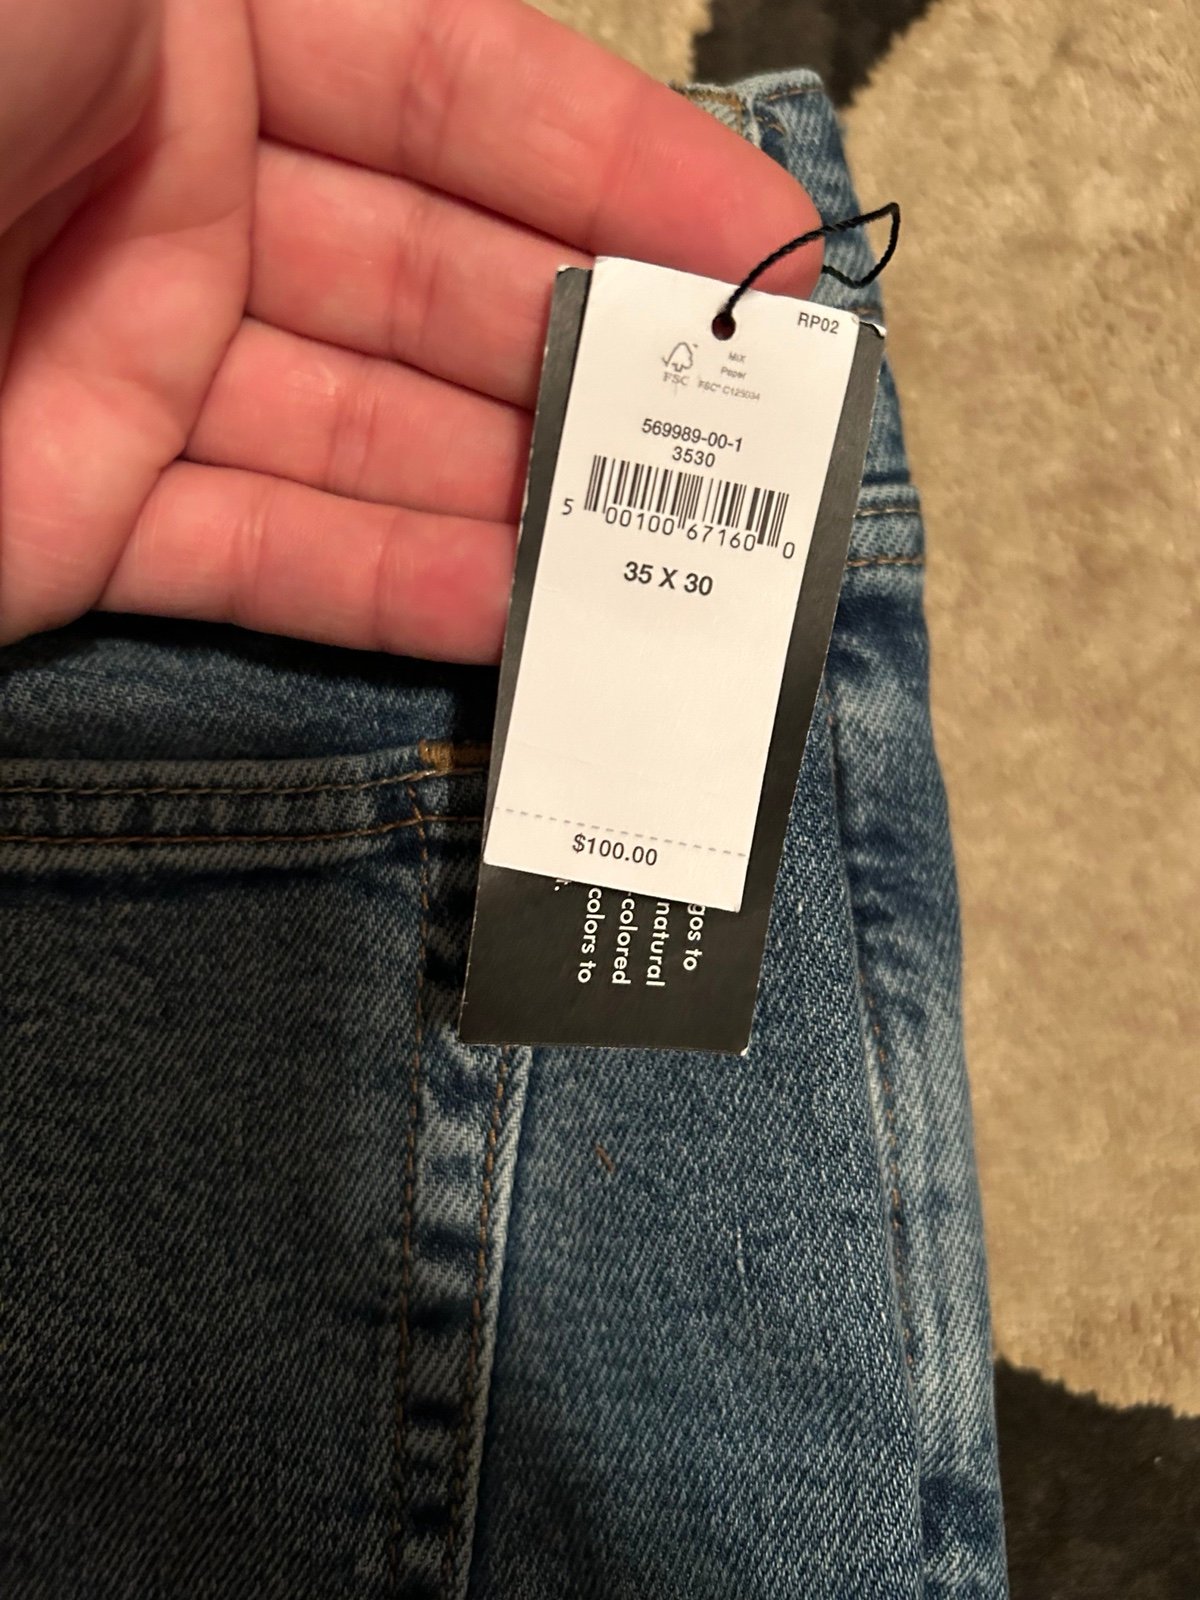 RP02
FSC
MIX
Paper
FSC® C125034
569989-00-1
3530
5 00100 67160 0
35 X 30
$100.00
gos to
natural
-colored
colors to
t.